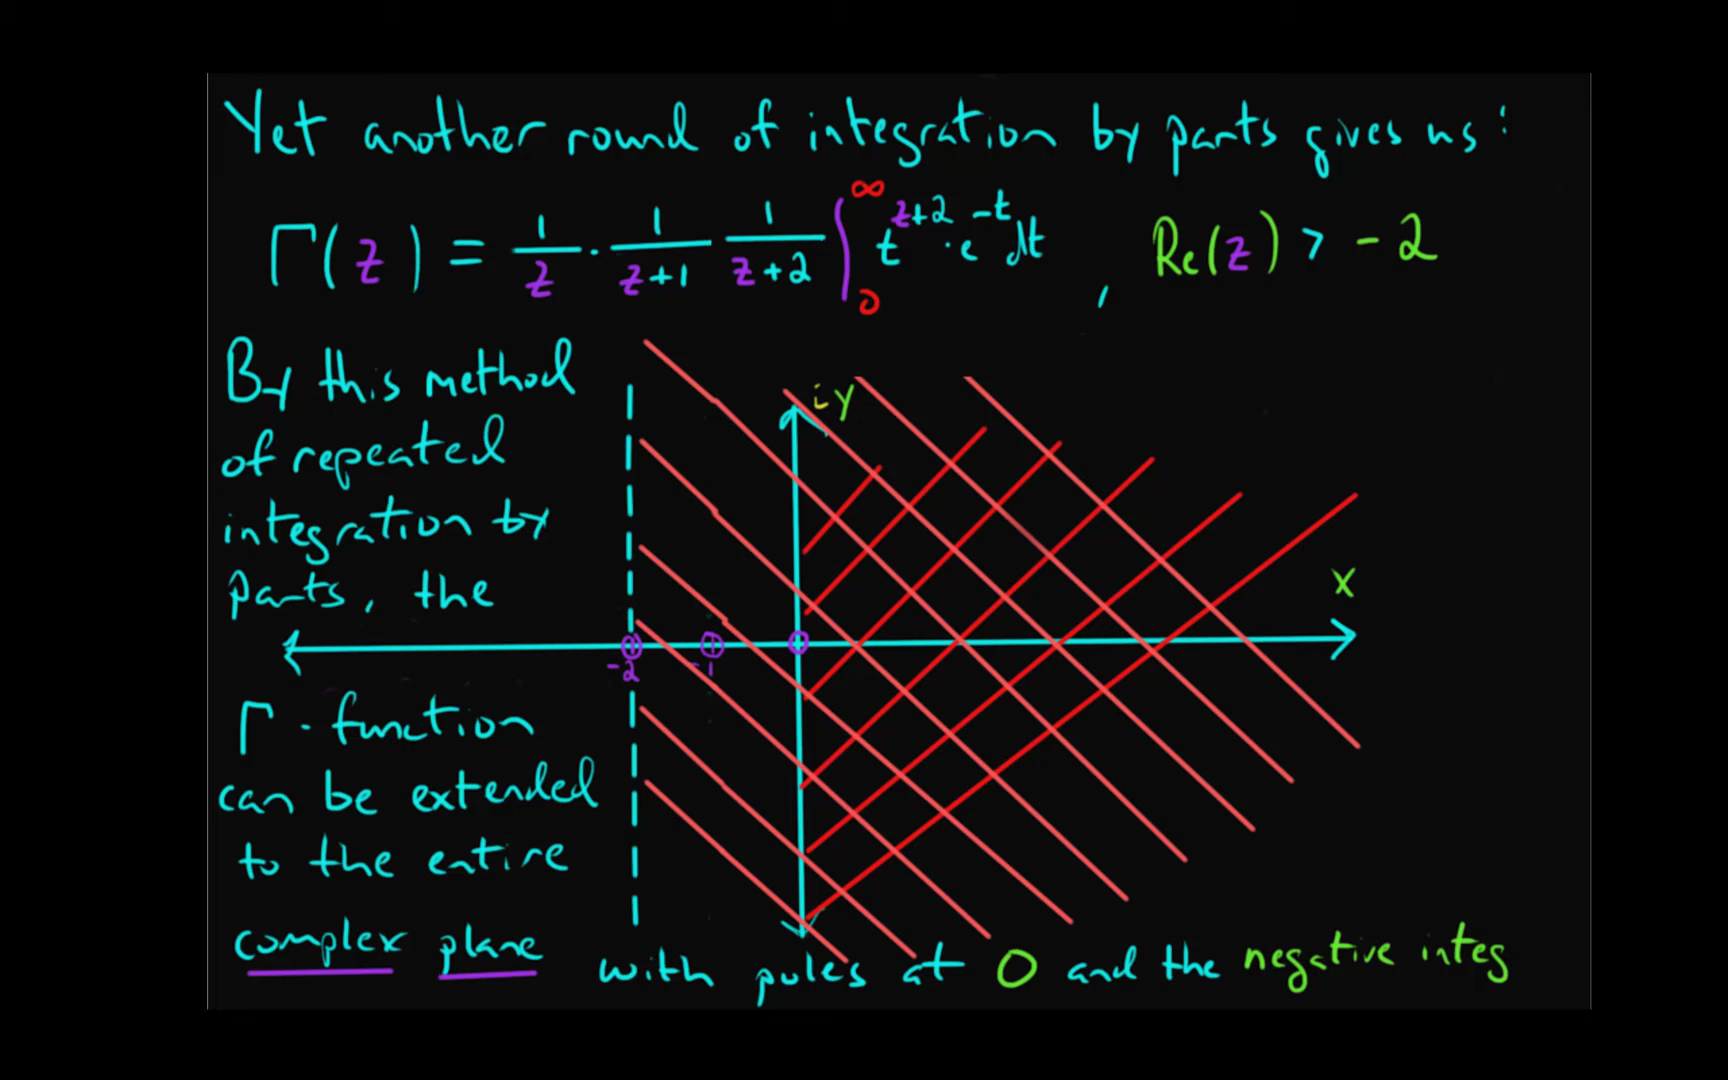 Yet another round of integration by parts gives us:
Γ(z) = 1/z · 1/(z+1) 1/(z+2) ∫₀^∞ t^(z+2) · e^(-t) dt , Re(z) > -2
By this method
of repeated
integration by
parts, the
Γ-function
can be extended
to the entire
complex plane with poles at 0 and the negative integ
iy
x
-2 -1